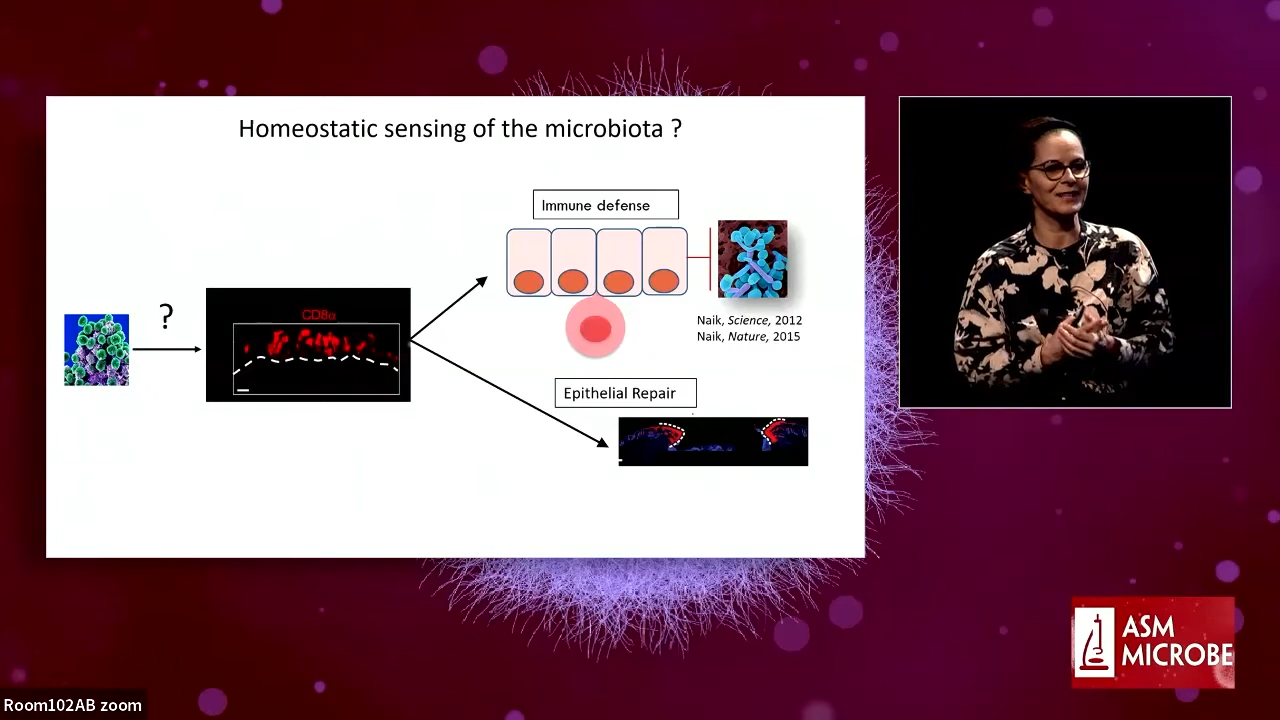 Homeostatic sensing of the microbiota ?
Immune defense
?
CD8α
Naik, Science, 2012
Naik, Nature, 2015
Epithelial Repair
ASM
MICROBE
Room102AB zoom